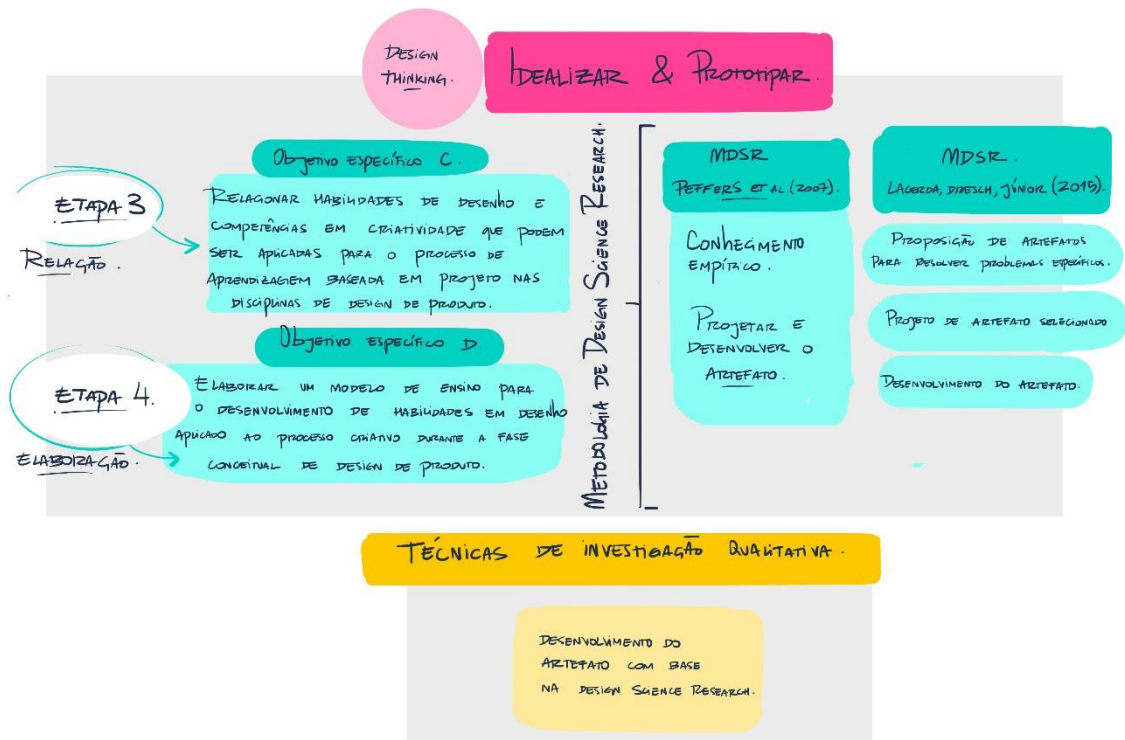 DESIGN
THINKING.
IDEALIZAR & PROTOTIPAR.
ETAPA 3
RELAÇÃO.
Objetivo ESPECÍFICO C.
RELACIONAR HABILIDADES DE DESENHO E
COMPETÊNCIAS EM CRIATIVIDADE QUE PODEM
SER APLICADAS PARA O PROCESSO DE
APRENDIZAGEM BASEADA EM PROJETO NAS
DISCIPLINAS DE DESIGN DE PRODUTO.
ETAPA 4.
ELABORAÇÃO.
Objetivo ESPECÍFICO D
ELABORAR UM MODELO DE ENSINO PARA
O DESENVOLVIMENTO DE HABILIDADES EM DESENHO
APLICADO AO PROCESSO CRIATIVO DURANTE A FASE
CONCEITUAL DE DESIGN DE PRODUTO.
METODOLOGIA DE DESIGN SCIENCE RESEARCH.
MDSR
PEFFERS ET AL.(2007).
CONHECIMENTO
EMPÍRICO.
PROJETAR E
DESENVOLVER O
ARTEFATO.
MDSR.
LACERDA, DRESCH, JÚNIOR (2015).
PROPOSIÇÃO DE ARTEFATOS
PARA RESOLVER PROBLEMAS ESPECÍFICOS.
PROJETO DE ARTEFATO SELECIONADO
DESENVOLVIMENTO DO ARTEFATO.
TÉCNICAS DE INVESTIGAÇÃO QUALITATIVA.
DESENVOLVIMENTO DO
ARTEFATO COM BASE
NA DESIGN SCIENCE RESEARCH.